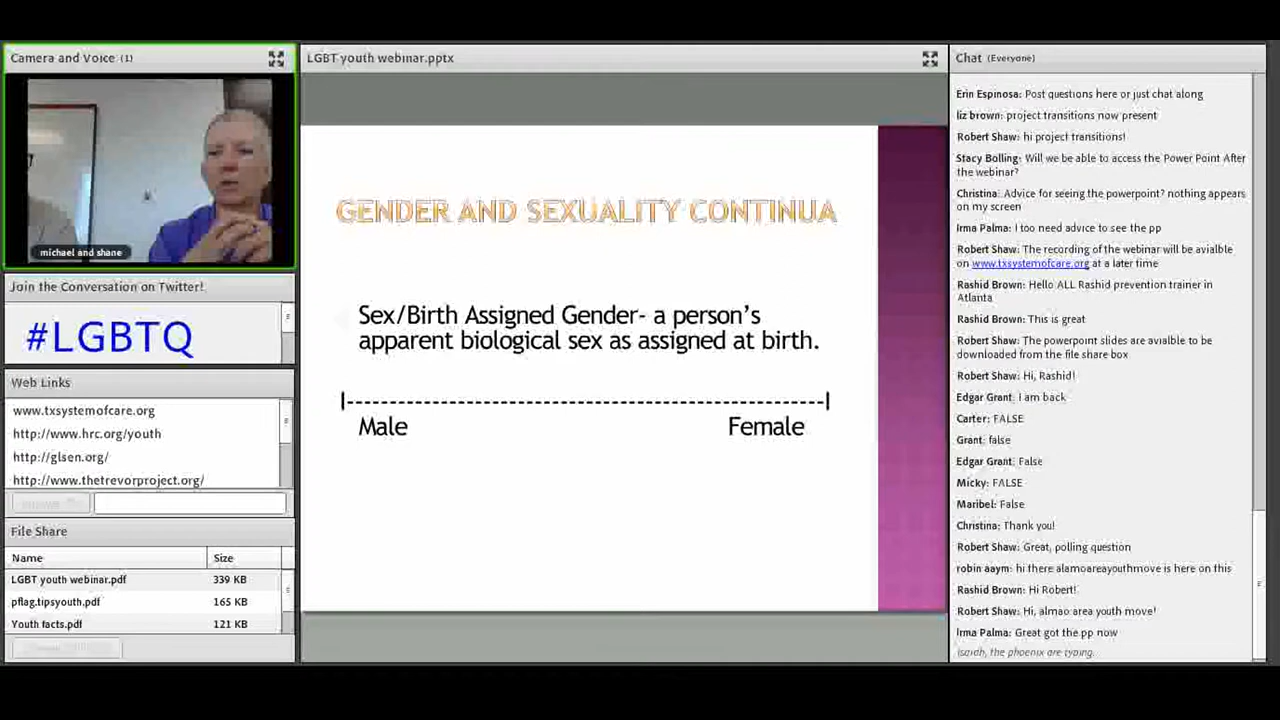 Camera and Voice (1)
michael and shane
Join the Conversation on Twitter!
#LGBTQ
Web Links
www.txsystemofcare.org
http://www.hrc.org/youth
http://glsen.org/
http://www.thetrevorproject.org/
File Share
Name Size
LGBT youth webinar.pdf 339 KB
pflag.tipsyouth.pdf 165 KB
Youth facts.pdf 121 KB
LGBT youth webinar.pptx
GENDER AND SEXUALITY CONTINUA
Sex/Birth Assigned Gender- a person's
apparent biological sex as assigned at birth.
|-------------------------------------------------|
Male Female
Chat (Everyone)
Erin Espinosa: Post questions here or just chat along
liz brown: project transitions now present
Robert Shaw: hi project transitions!
Stacy Bolling: Will we be able to access the Power Point After
the webinar?
Christina: Advice for seeing the powerpoint? nothing appears
on my screen
Irma Palma: I too need advice to see the pp
Robert Shaw: The recording of the webinar will be avialble
on www.txsystemofcare.org at a later time
Rashid Brown: Hello ALL Rashid prevention trainer in
Atlanta
Rashid Brown: This is great
Robert Shaw: The powerpoint slides are avialble to be
downloaded from the file share box
Robert Shaw: Hi, Rashid!
Edgar Grant: I am back
Carter: FALSE
Grant: false
Edgar Grant: False
Micky: FALSE
Maribel: False
Christina: Thank you!
Robert Shaw: Great, polling question
robin aaym: hi there alamoareayouthmove is here on this
Rashid Brown: Hi Robert!
Robert Shaw: Hi, almao area youth move!
Irma Palma: Great got the pp now
isaiah, the phoenix are typing.